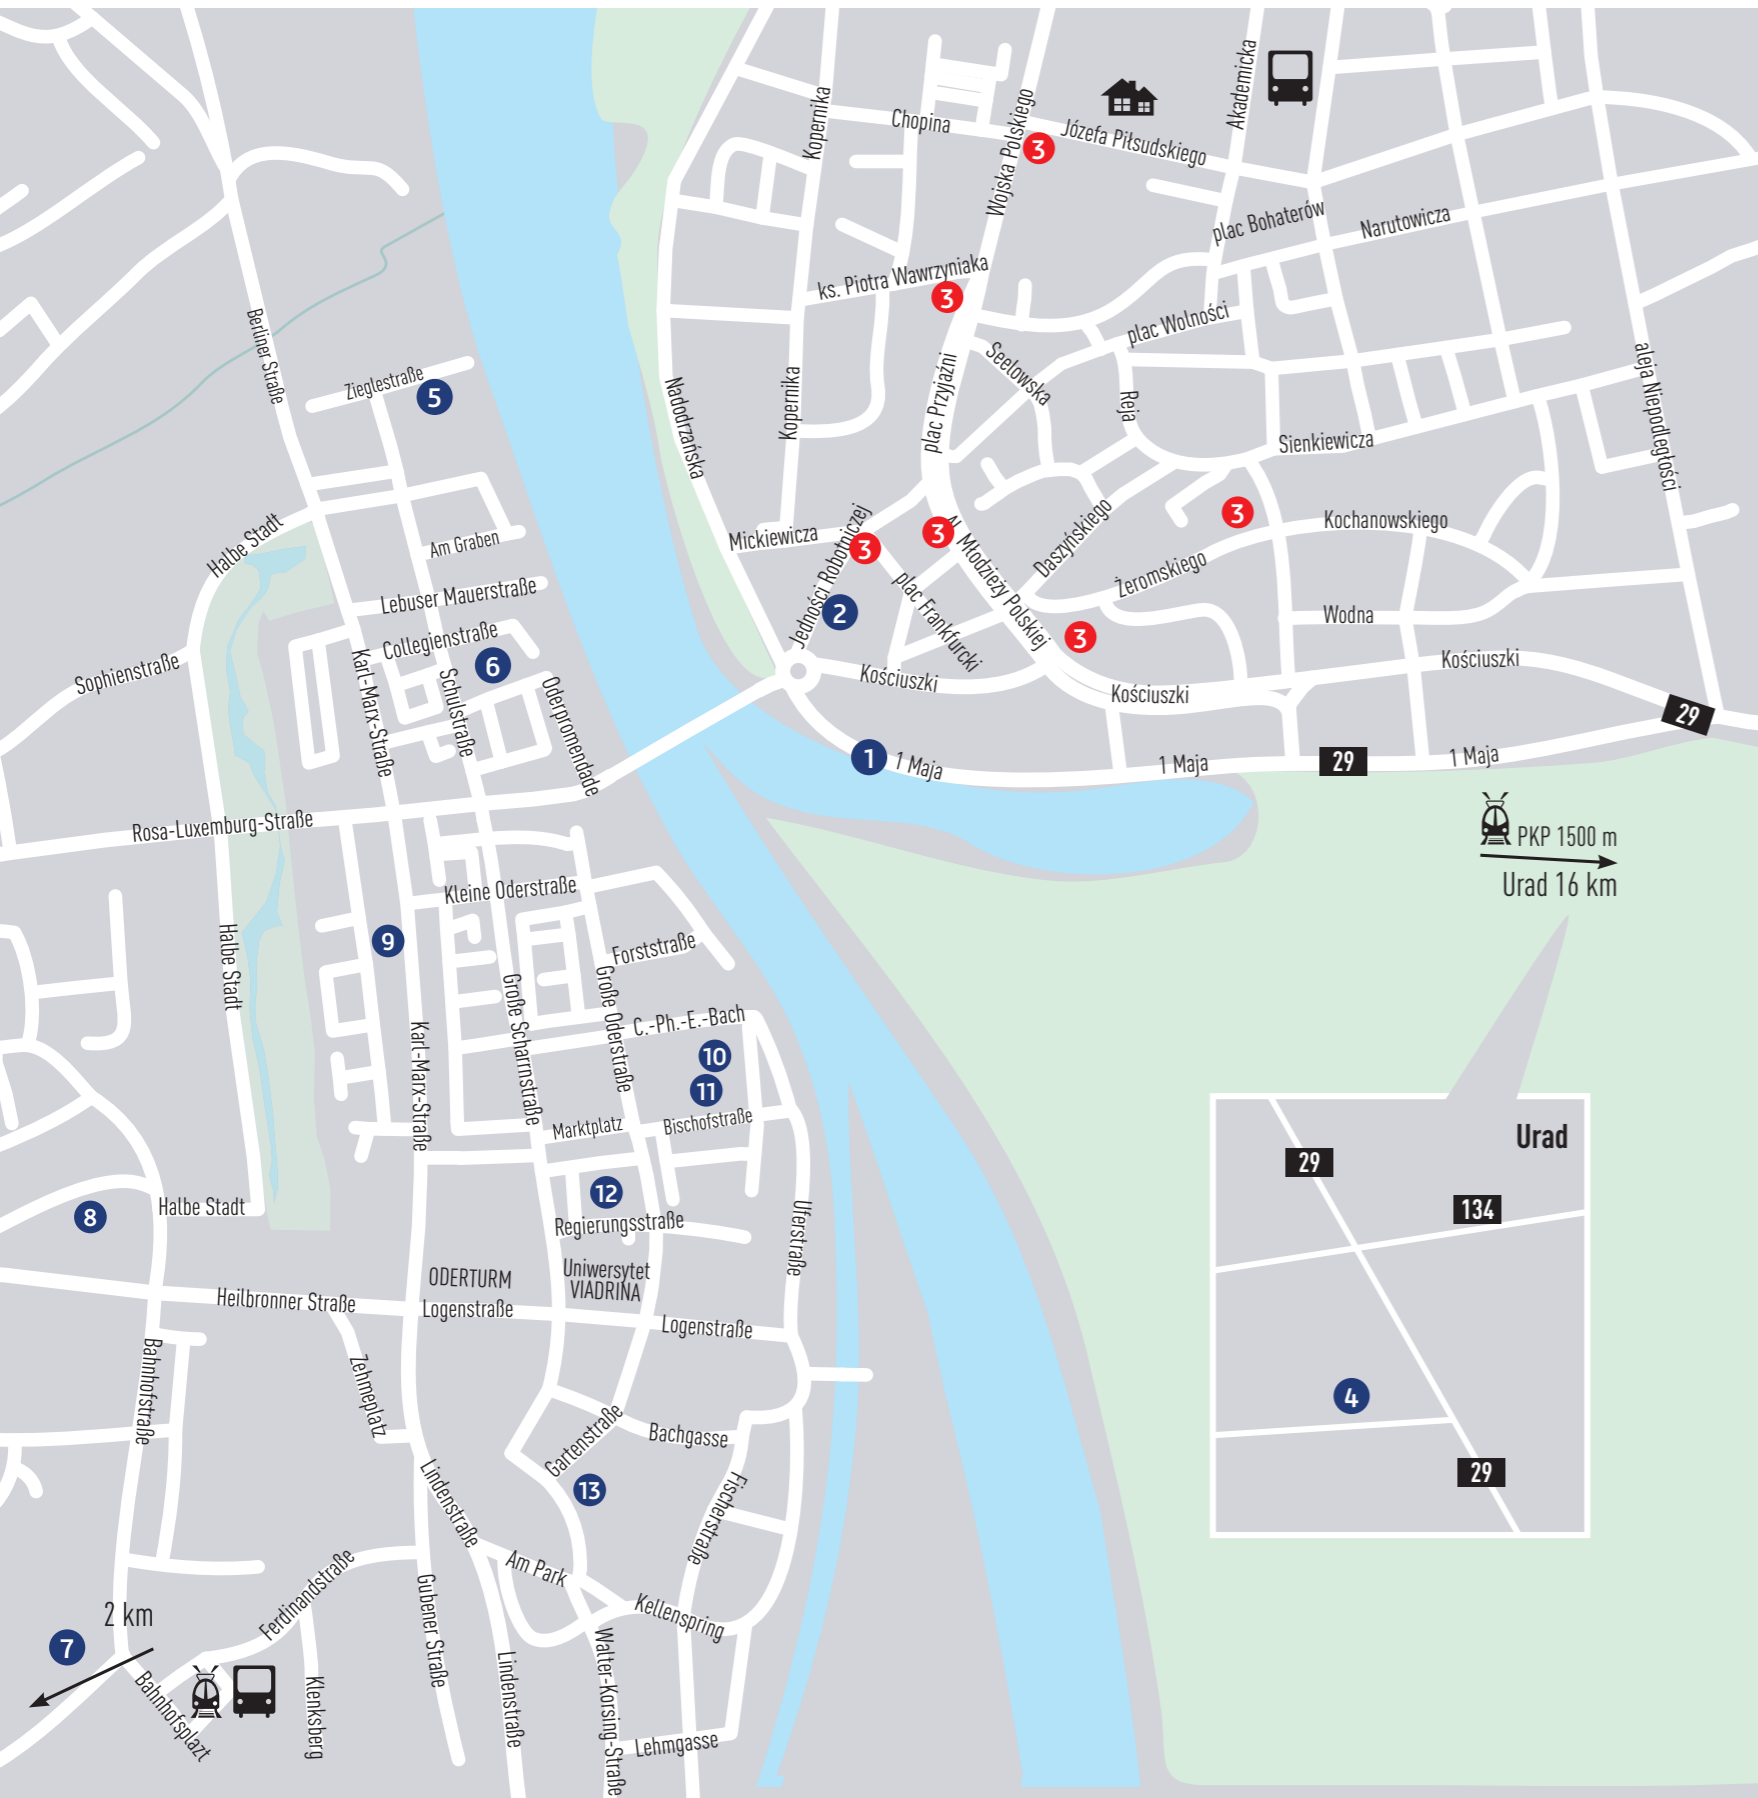 Kopernika
Chopina
Wojska Polskiego
3
Józefa Piłsudskiego
Akademicka
plac Bohaterów
Narutowicza
ks. Piotra Wawrzyniaka
3
plac Wolności
Berliner Straße
Zieglestraße
5
Nadodrzańska
Kopernika
plac Przyjaźni
Seelowska
Reja
Sienkiewicza
aleja Niepodległości
Halbe Stadt
Am Graben
Mickiewicza
Jedności Robotniczej
3
3
Al. Młodzieży Polskiej
Daszyńskiego
3
Kochanowskiego
Żeromskiego
Lebuser Mauerstraße
Collegienstraße
6
2
plac Frankfurcki
3
Wodna
Sophienstraße
Karl-Marx-Straße
Schulstraße
Oderpromendade
Kościuszki
Kościuszki
Kościuszki
29
1
1 Maja
1 Maja
29
1 Maja
Rosa-Luxemburg-Straße
PKP 1500 m
Urad 16 km
Kleine Oderstraße
9
Halbe Stadt
Forststraße
Große Scharrnstraße
Große Oderstraße
C.-Ph.-E.-Bach
Karl-Marx-Straße
10
11
Marktplatz
Bischofstraße
Urad
29
134
4
29
8
Halbe Stadt
12
Regierungsstraße
Uferstraße
ODERTURM
Uniwersytet
VIADRINA
Heilbronner Straße
Logenstraße
Logenstraße
Bahnhofstraße
Zehmeplatz
Gartenstraße
Bachgasse
13
Fischerstraße
Lindenstraße
Am Park
Ferdinandstraße
Gubener Straße
Kellenspring
2 km
7
Bahnhofsplazt
Klenksberg
Lindenstraße
Walter-Korsing-Straße
Lehmgasse